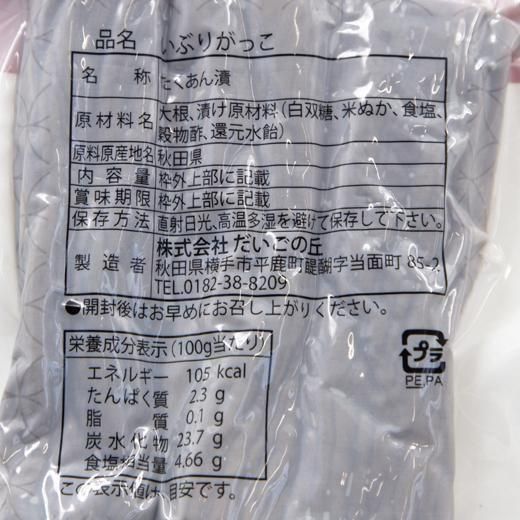 品名 いぶりがっこ
名称 たくあん漬
原材料名 大根、漬け原材料(白双糖、米ぬか、食塩、
穀物酢、還元水飴)
原料原産地名 秋田県
内容量 枠外上部に記載
賞味期限 枠外上部に記載
保存方法 直射日光、高温多湿を避けて保存して下さい。
製造者 株式会社 だいごの丘
秋田県横手市平鹿町醍醐字当面町 85-2
TEL.0182-38-8209
●開封後はお早めにお召し上がりください。
栄養成分表示(100g当たり)
エネルギー 105 kcal
たんぱく質 2.3 g
脂質 0.1 g
炭水化物 23.7 g
食塩相当量 4.66 g
この表示値は、目安です。
プラ
PE,PA